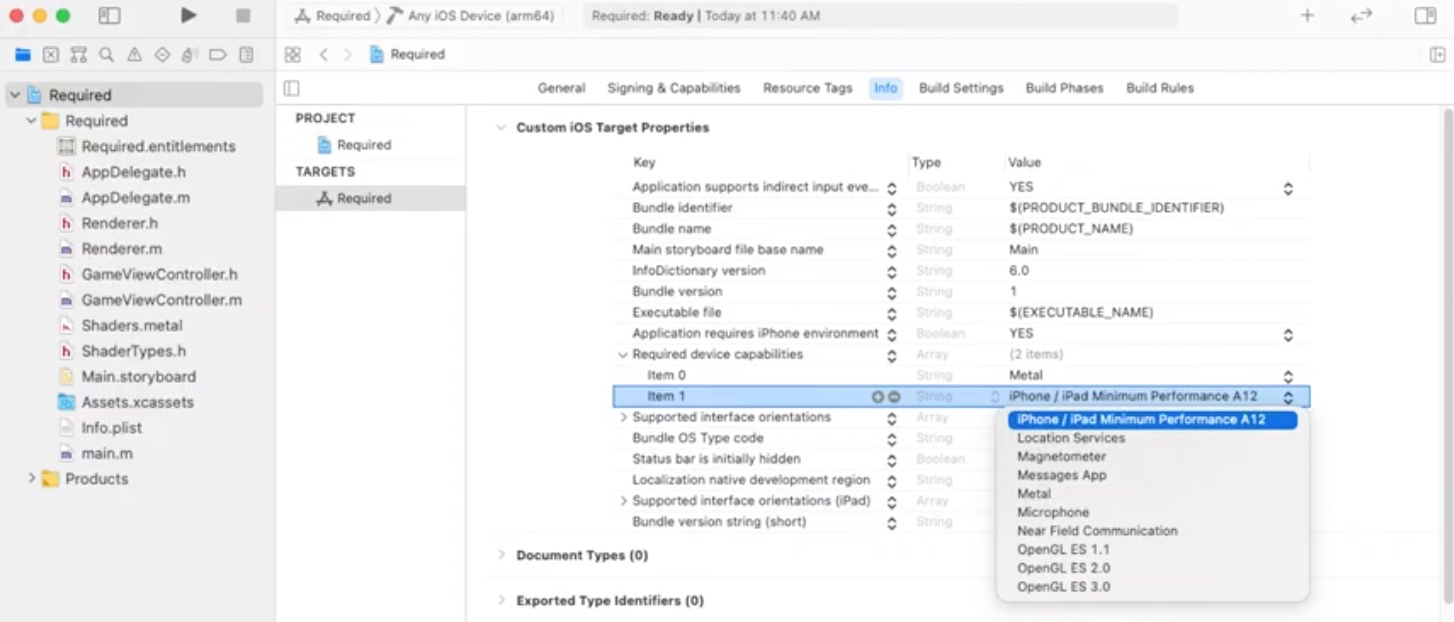 Required 〉 Any iOS Device (arm64)
Required: Ready | Today at 11:40 AM
Required
Required
Required
Required.entitlements
AppDelegate.h
AppDelegate.m
Renderer.h
Renderer.m
GameViewController.h
GameViewController.m
Shaders.metal
ShaderTypes.h
Main.storyboard
Assets.xcassets
Info.plist
main.m
Products
General Signing & Capabilities Resource Tags Info Build Settings Build Phases Build Rules
PROJECT
Required
TARGETS
Required
Custom iOS Target Properties
Key Type Value
Application supports indirect input eve... Boolean YES
Bundle identifier String $(PRODUCT_BUNDLE_IDENTIFIER)
Bundle name String $(PRODUCT_NAME)
Main storyboard file base name String Main
InfoDictionary version String 6.0
Bundle version String 1
Executable file String $(EXECUTABLE_NAME)
Application requires iPhone environment Boolean YES
Required device capabilities Array (2 items)
Item 0 String Metal
Item 1 String iPhone / iPad Minimum Performance A12
Supported interface orientations Array
Bundle OS Type code String
Status bar is initially hidden Boolean
Localization native development region String
Supported interface orientations (iPad) Array
Bundle version string (short) String
iPhone / iPad Minimum Performance A12
Location Services
Magnetometer
Messages App
Metal
Microphone
Near Field Communication
OpenGL ES 1.1
OpenGL ES 2.0
OpenGL ES 3.0
Document Types (0)
Exported Type Identifiers (0)